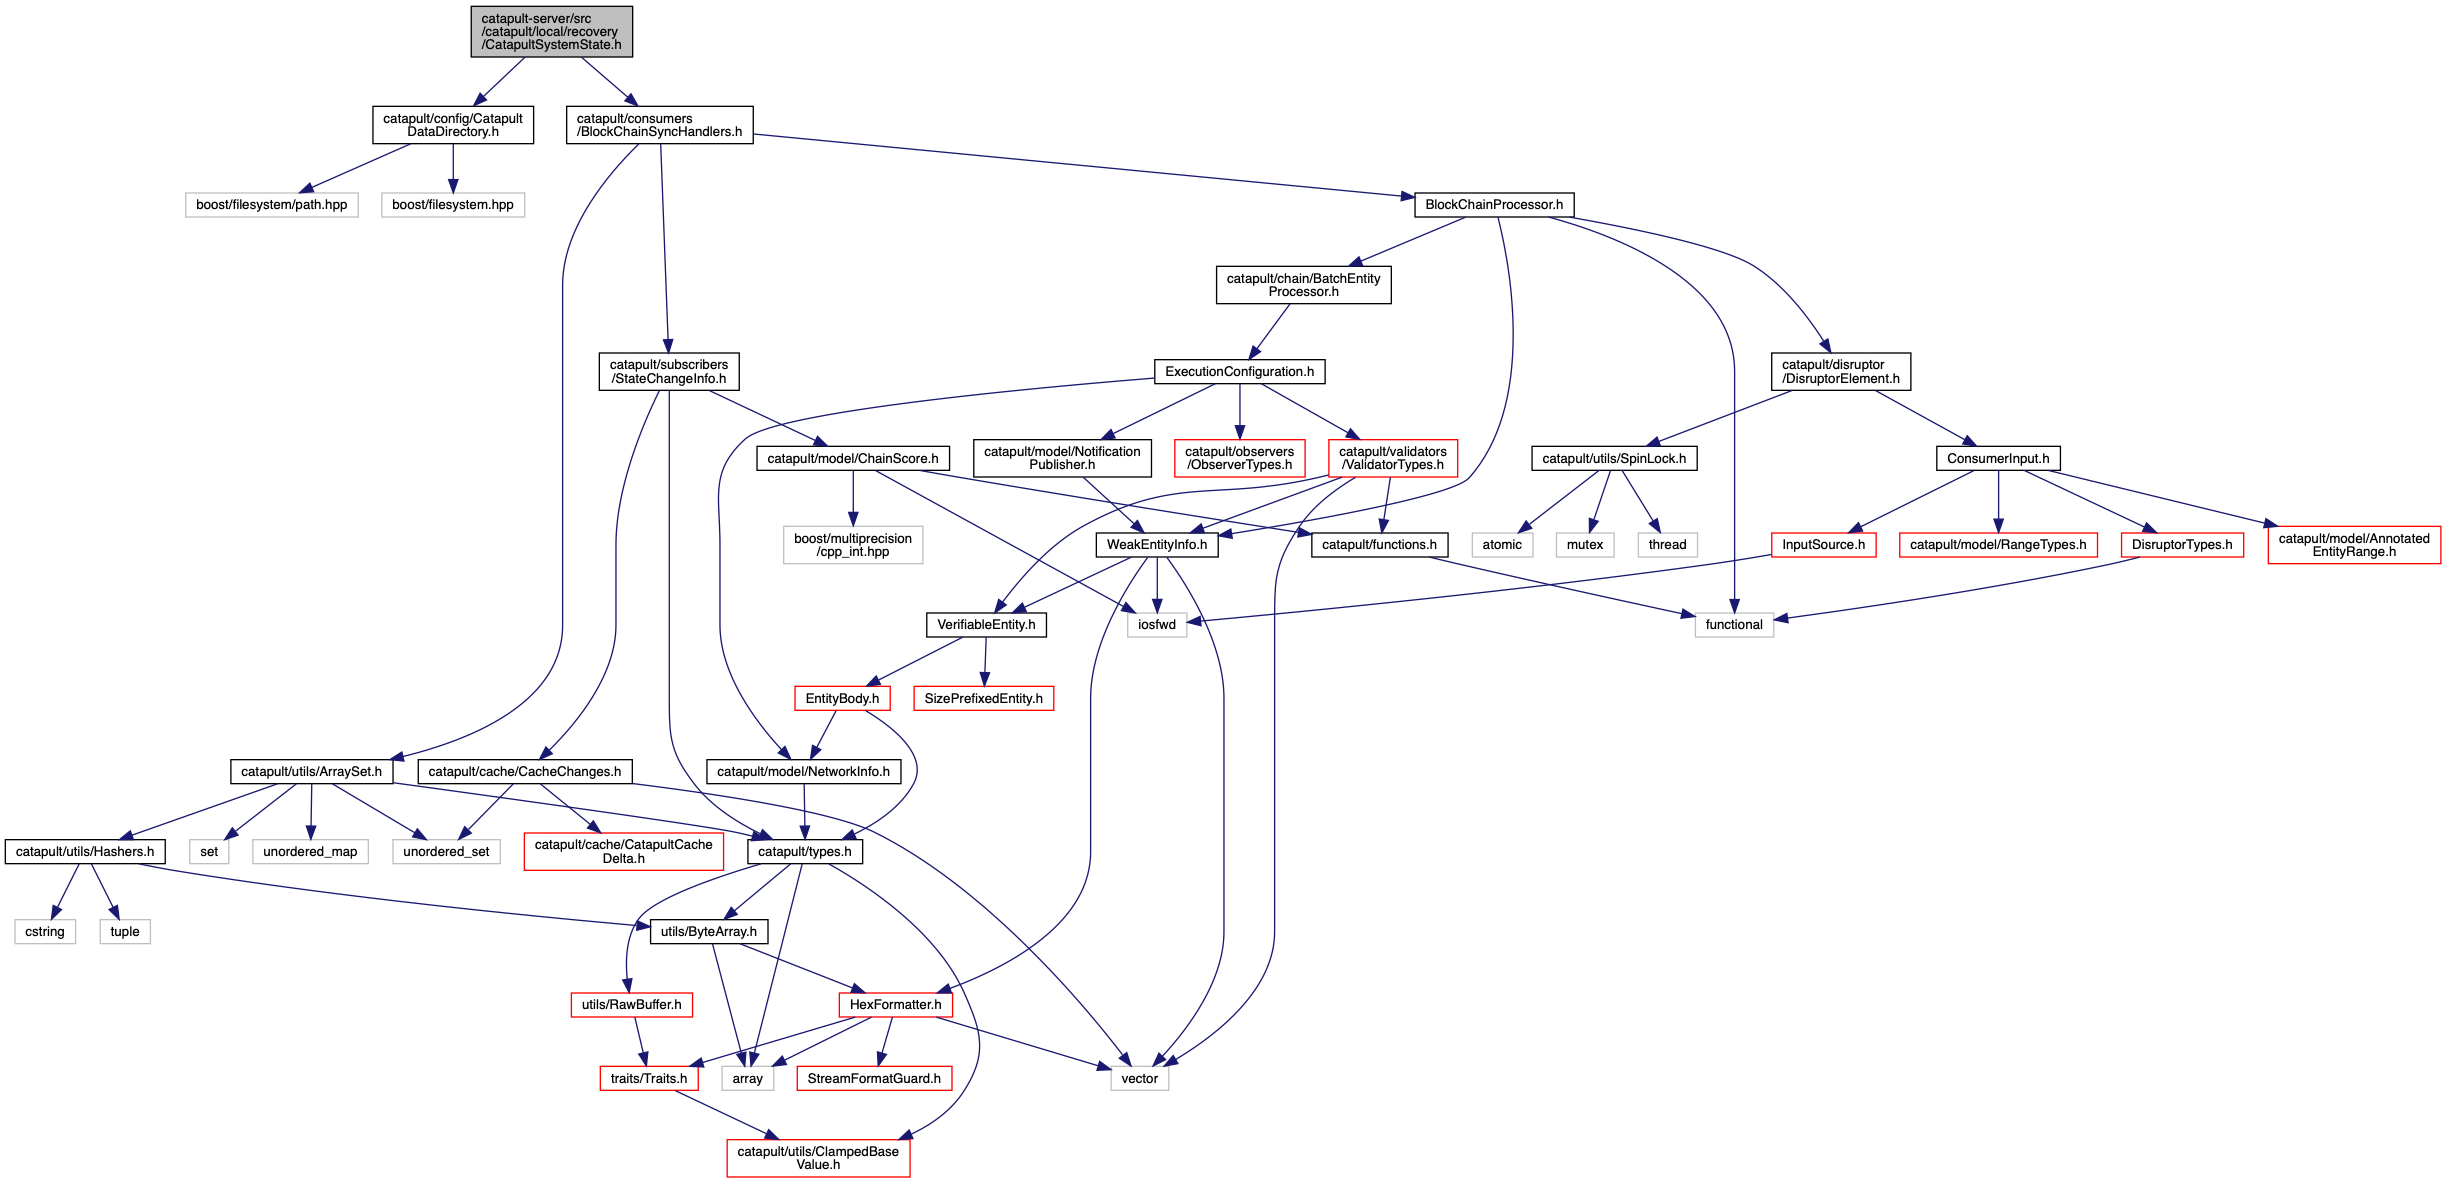 catapult-server/src
/catapult/local/recovery
/CatapultSystemState.h
catapult/config/Catapult
DataDirectory.h
catapult/consumers
/BlockChainSyncHandlers.h
boost/filesystem/path.hpp
boost/filesystem.hpp
BlockChainProcessor.h
catapult/chain/BatchEntity
Processor.h
catapult/subscribers
/StateChangeInfo.h
ExecutionConfiguration.h
catapult/disruptor
/DisruptorElement.h
catapult/model/ChainScore.h
catapult/model/Notification
Publisher.h
catapult/observers
/ObserverTypes.h
catapult/validators
/ValidatorTypes.h
catapult/utils/SpinLock.h
ConsumerInput.h
boost/multiprecision
/cpp_int.hpp
WeakEntityInfo.h
catapult/functions.h
atomic
mutex
thread
InputSource.h
catapult/model/RangeTypes.h
DisruptorTypes.h
catapult/model/Annotated
EntityRange.h
VerifiableEntity.h
iosfwd
functional
EntityBody.h
SizePrefixedEntity.h
catapult/utils/ArraySet.h
catapult/cache/CacheChanges.h
catapult/model/NetworkInfo.h
catapult/utils/Hashers.h
set
unordered_map
unordered_set
catapult/cache/CatapultCache
Delta.h
catapult/types.h
cstring
tuple
utils/ByteArray.h
utils/RawBuffer.h
HexFormatter.h
traits/Traits.h
array
StreamFormatGuard.h
vector
catapult/utils/ClampedBase
Value.h